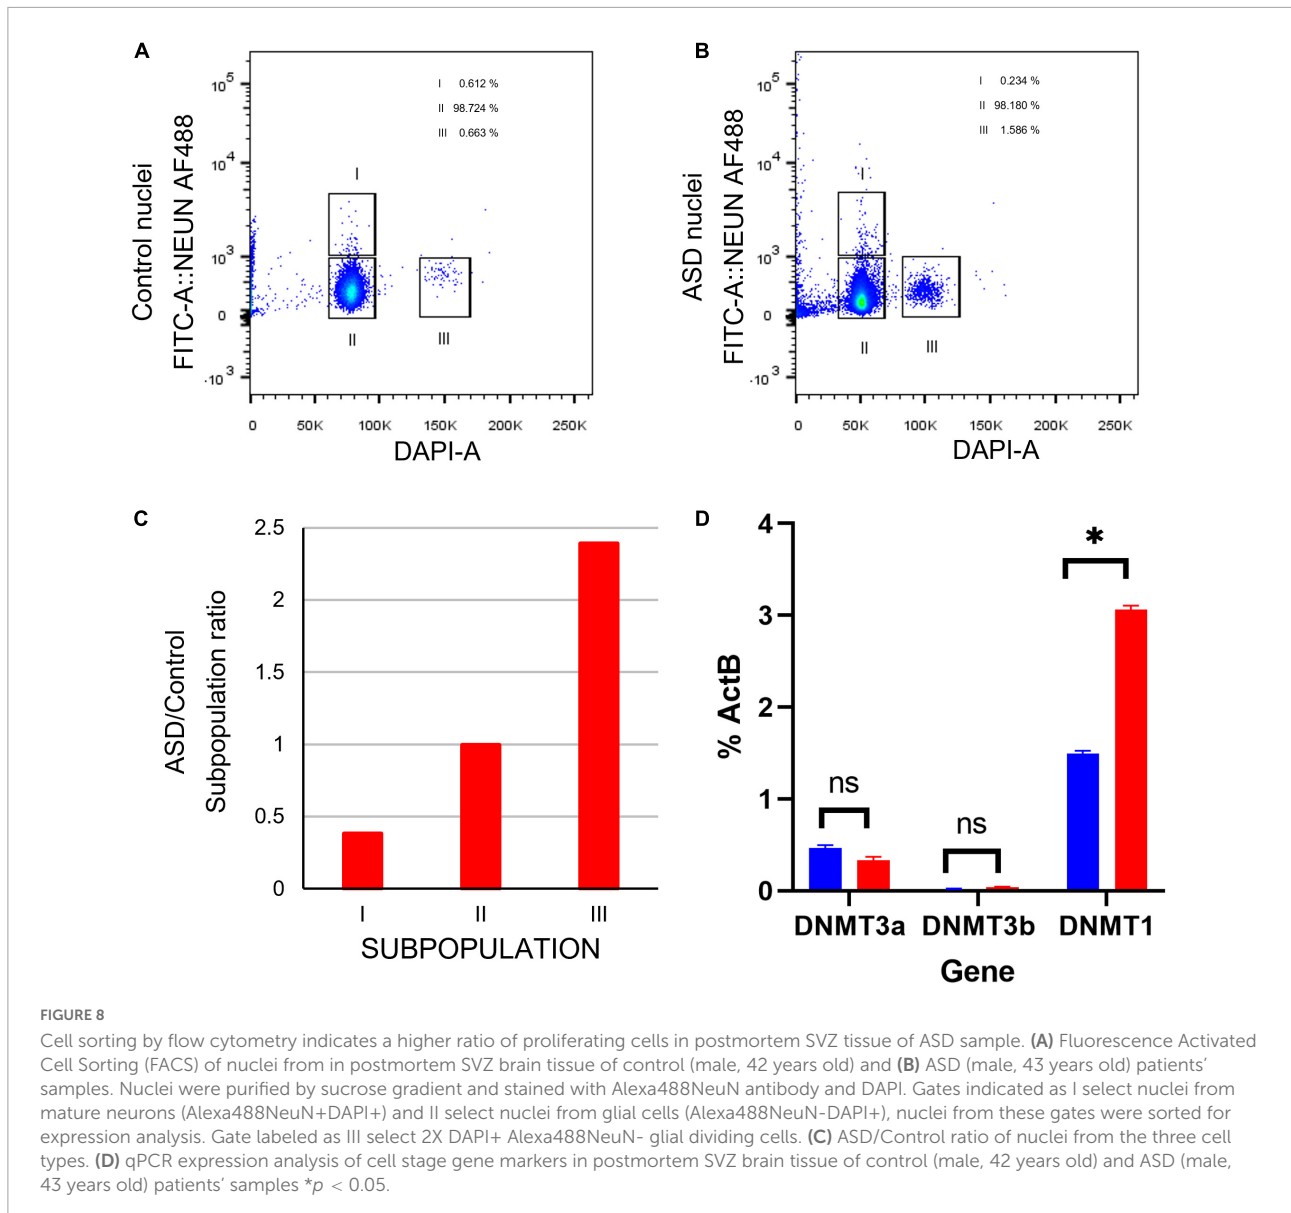 A
Control nuclei
FITC-A::NEUN AF488
10^5
10^4
10^3
0
-10^3
I 0.612 %
II 98.724 %
III 0.663 %
I
II
III
0 50K 100K 150K 200K 250K
DAPI-A
B
ASD nuclei
FITC-A::NEUN AF488
10^5
10^4
10^3
0
-10^3
I 0.234 %
II 98.180 %
III 1.586 %
I
II
III
0 50K 100K 150K 200K 250K
DAPI-A
C
ASD/Control
Subpopulation ratio
2.5
2
1.5
1
0.5
0
I II III
SUBPOPULATION
D
% ActB
4
3
2
1
0
ns
ns
*
DNMT3a DNMT3b DNMT1
Gene
FIGURE 8
Cell sorting by flow cytometry indicates a higher ratio of proliferating cells in postmortem SVZ tissue of ASD sample. (A) Fluorescence Activated
Cell Sorting (FACS) of nuclei from in postmortem SVZ brain tissue of control (male, 42 years old) and (B) ASD (male, 43 years old) patients'
samples. Nuclei were purified by sucrose gradient and stained with Alexa488NeuN antibody and DAPI. Gates indicated as I select nuclei from
mature neurons (Alexa488NeuN+DAPI+) and II select nuclei from glial cells (Alexa488NeuN-DAPI+), nuclei from these gates were sorted for
expression analysis. Gate labeled as III select 2X DAPI+ Alexa488NeuN- glial dividing cells. (C) ASD/Control ratio of nuclei from the three cell
types. (D) qPCR expression analysis of cell stage gene markers in postmortem SVZ brain tissue of control (male, 42 years old) and ASD (male,
43 years old) patients' samples *p < 0.05.